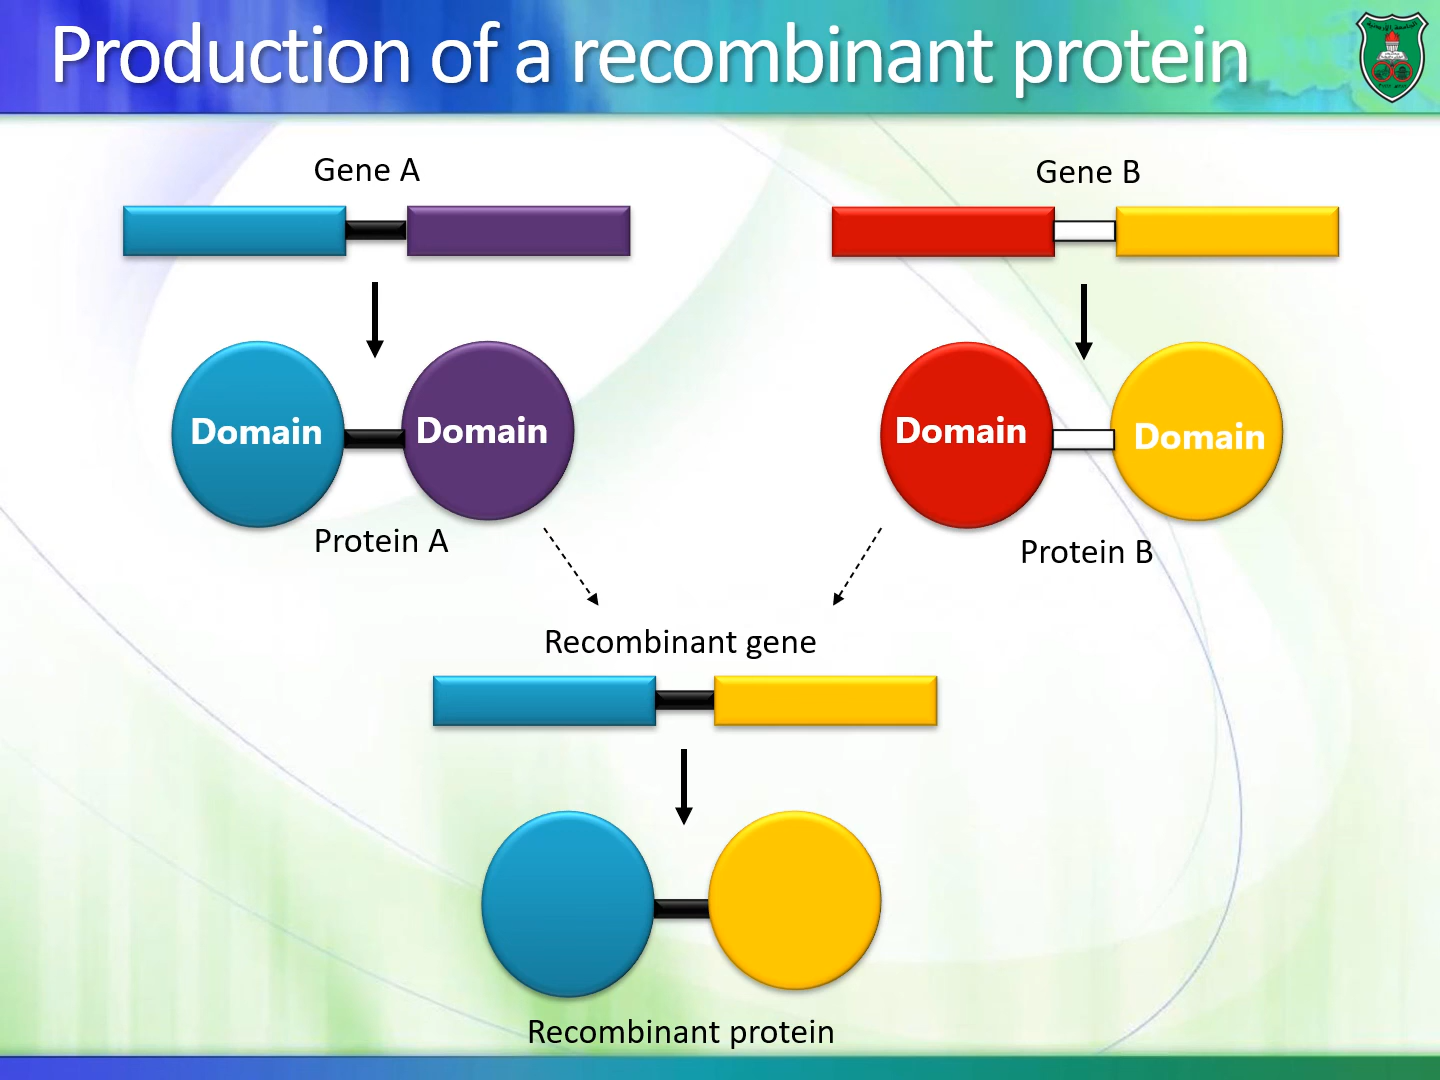 Production of a recombinant protein
Gene A
Gene B
Domain
Domain
Domain
Domain
Protein A
Protein B
Recombinant gene
Recombinant protein